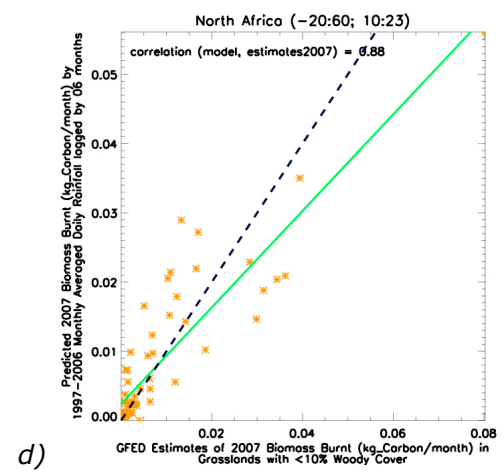 North Africa (-20:60; 10:23)
correlation (model, estimates2007) = 0.88
Predicted 2007 Biomass Burnt (kg_Carbon/month) by
1997-2006 Monthly Averaged Daily Rainfall logged by 06 months
0.05
0.04
0.03
0.02
0.01
0.00
0.02
0.04
0.06
0.08
GFED Estimates of 2007 Biomass Burnt (kg_Carbon/month) in
Grasslands with <10% Woody Cover
d)